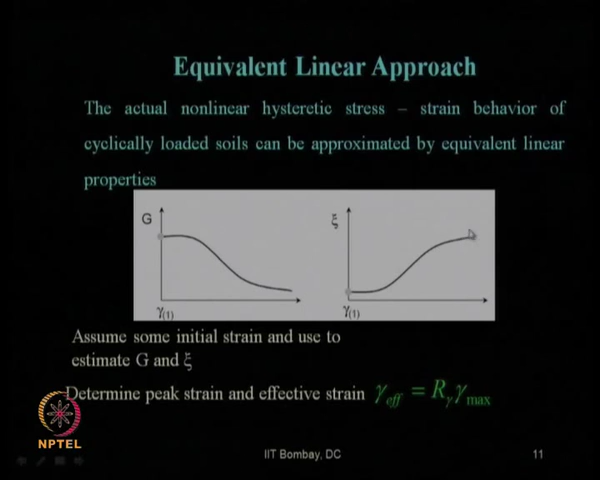 Equivalent Linear Approach
The actual nonlinear hysteretic stress – strain behavior of
cyclically loaded soils can be approximated by equivalent linear
properties
G
ξ
γ(1)
γ(1)
Assume some initial strain and use to
estimate G and ξ
Determine peak strain and effective strain γeff = Rγγmax
NPTEL
IIT Bombay, DC
11